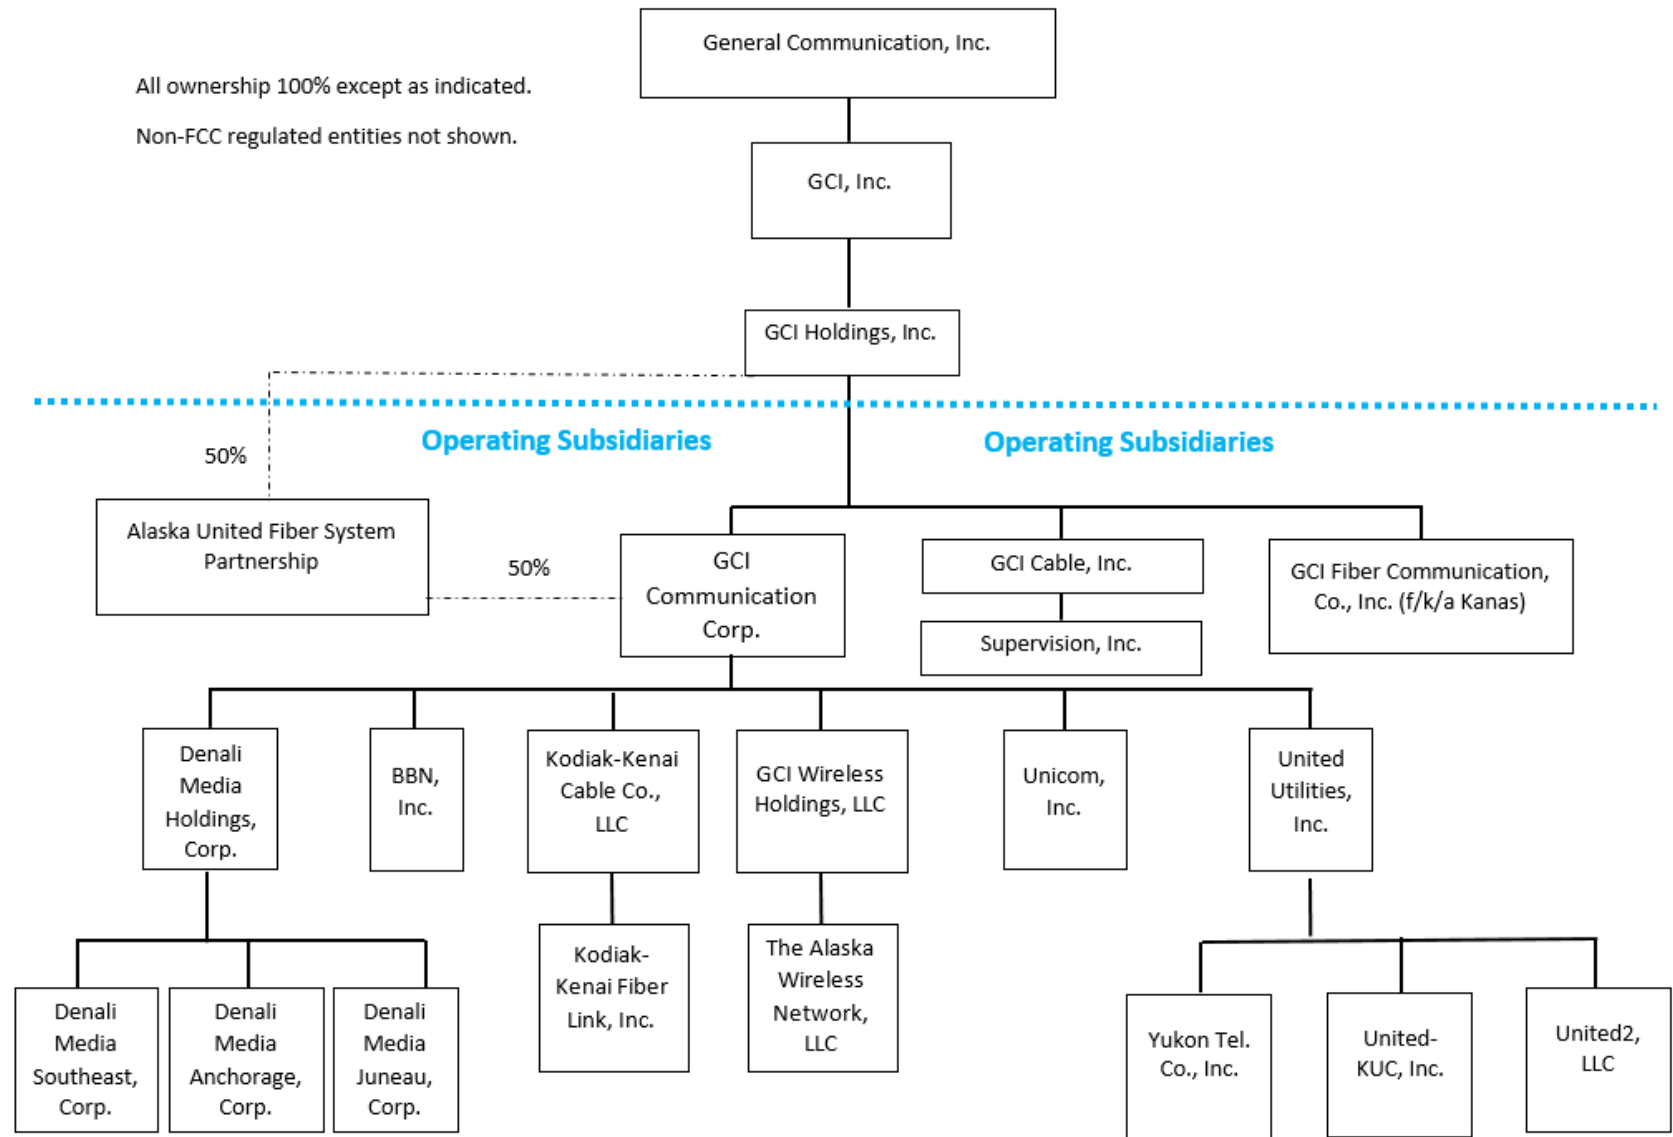 General Communication, Inc.
All ownership 100% except as indicated.
Non-FCC regulated entities not shown.
GCI, Inc.
GCI Holdings, Inc.
Operating Subsidiaries
Operating Subsidiaries
50%
Alaska United Fiber System
Partnership
50%
GCI
Communication
Corp.
GCI Cable, Inc.
Supervision, Inc.
GCI Fiber Communication,
Co., Inc. (f/k/a Kanas)
Denali
Media
Holdings,
Corp.
BBN,
Inc.
Kodiak-Kenai
Cable Co.,
LLC
GCI Wireless
Holdings, LLC
Unicom,
Inc.
United
Utilities,
Inc.
Denali
Media
Southeast,
Corp.
Denali
Media
Anchorage,
Corp.
Denali
Media
Juneau,
Corp.
Kodiak-
Kenai Fiber
Link, Inc.
The Alaska
Wireless
Network,
LLC
Yukon Tel.
Co., Inc.
United-
KUC, Inc.
United2,
LLC